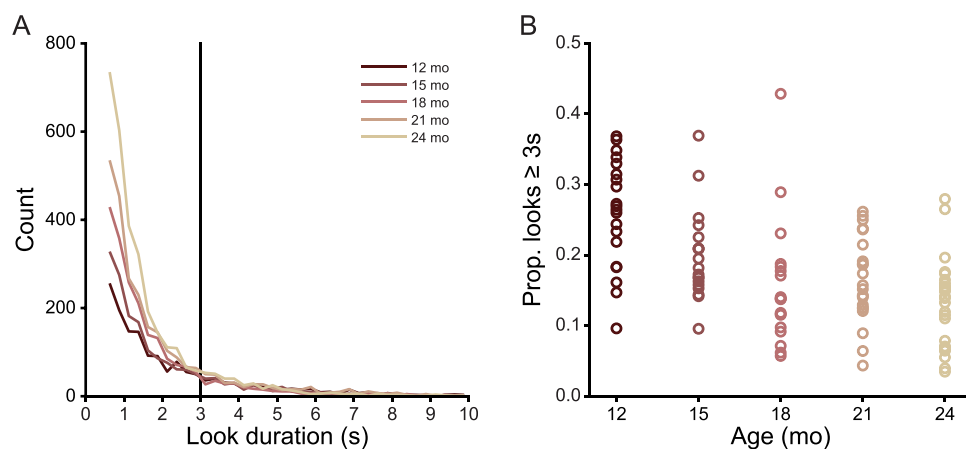 A
800
600
400
200
0
Count
0 1 2 3 4 5 6 7 8 9 10
Look duration (s)
12 mo
15 mo
18 mo
21 mo
24 mo
B
0.5
0.4
0.3
0.2
0.1
0.0
Prop. looks ≥ 3s
12 15 18 21 24
Age (mo)